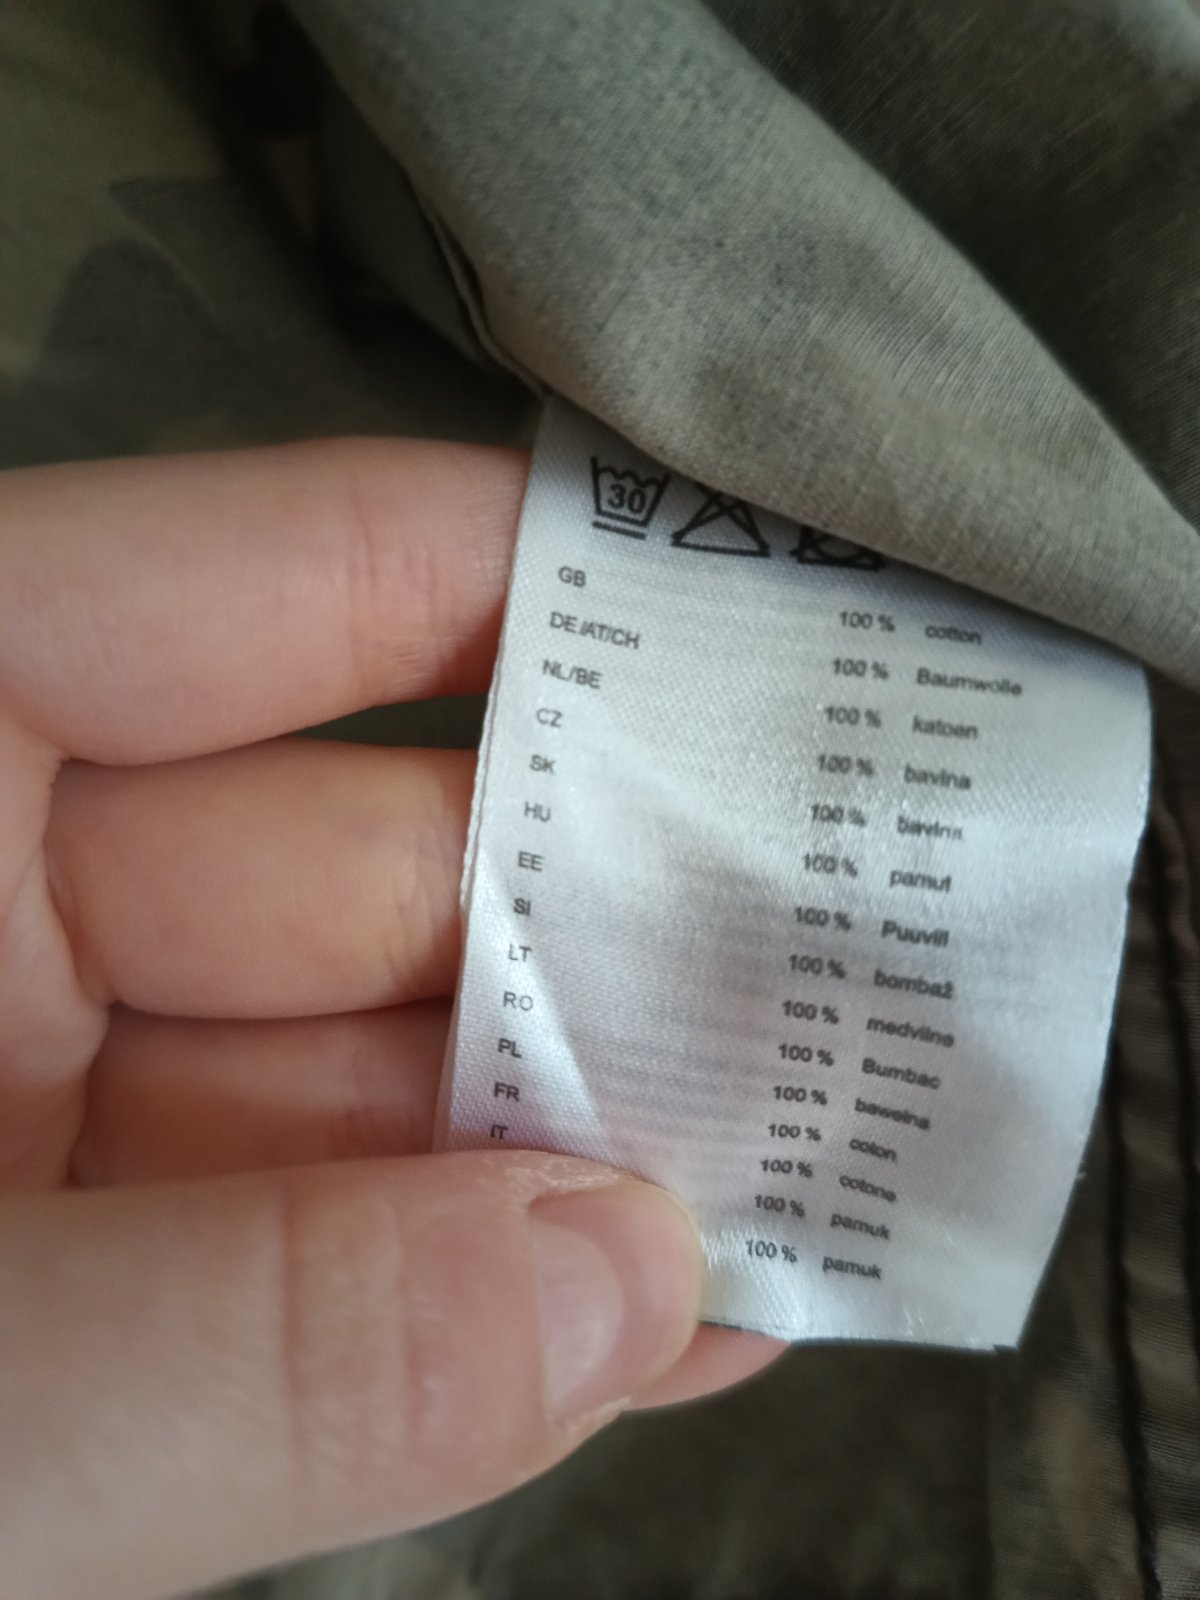 30
GB 100 % cotton
DE/AT/CH 100 % Baumwolle
NL/BE 100 % katoen
CZ 100 % bavlna
SK 100 % bavlna
HU 100 % pamut
EE 100 % Puuvill
SI 100 % bombaž
LT 100 % medvilnė
RO 100 % Bumbac
PL 100 % bawełna
FR 100 % coton
IT 100 % cotone
100 % pamuk
100 % pamuk